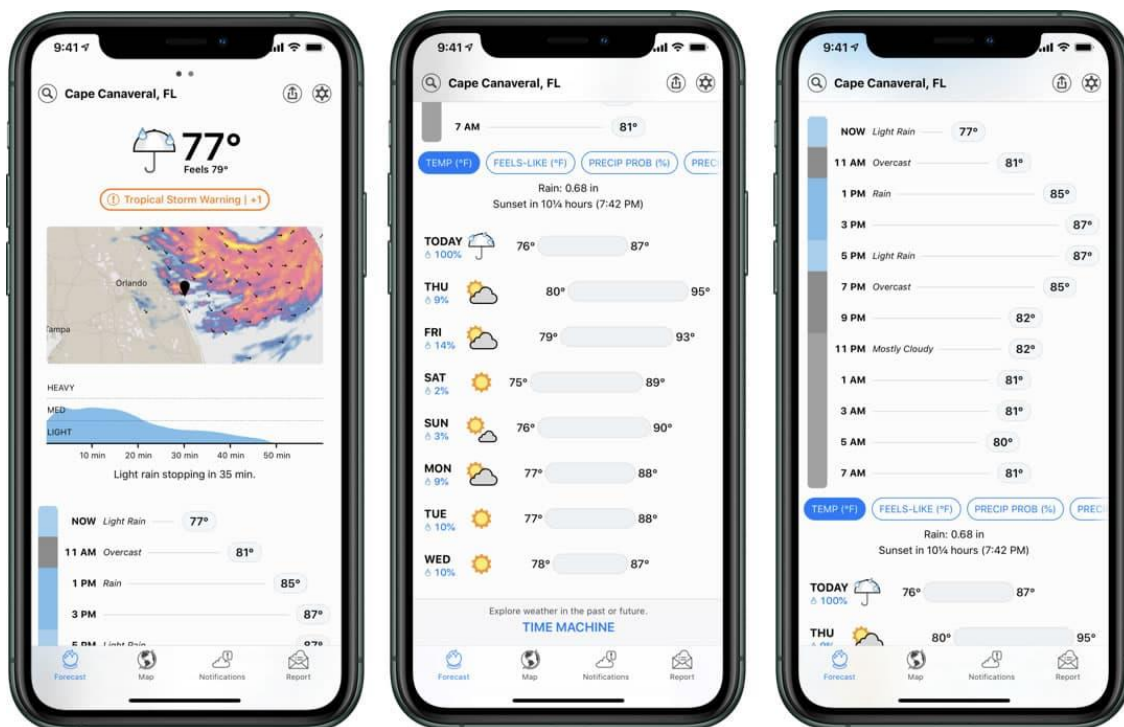 9:41
Cape Canaveral, FL
77°
Feels 79°
Tropical Storm Warning | +1
Orlando
Tampa
HEAVY
MED
LIGHT
10 min 20 min 30 min 40 min 50 min
Light rain stopping in 35 min.
NOW Light Rain 77°
11 AM Overcast 81°
1 PM Rain 85°
3 PM 87°
5 PM Light Rain 87°
Forecast Map Notifications Report
9:41
Cape Canaveral, FL
7 AM 81°
TEMP (°F) FEELS-LIKE (°F) PRECIP PROB (%) PREC
Rain: 0.68 in
Sunset in 10¼ hours (7:42 PM)
TODAY 76° 87°
100%
THU 80° 95°
9%
FRI 79° 93°
14%
SAT 75° 89°
2%
SUN 76° 90°
3%
MON 77° 88°
9%
TUE 77° 88°
10%
WED 78° 87°
10%
Explore weather in the past or future.
TIME MACHINE
Forecast Map Notifications Report
9:41
Cape Canaveral, FL
NOW Light Rain 77°
11 AM Overcast 81°
1 PM Rain 85°
3 PM 87°
5 PM Light Rain 87°
7 PM Overcast 85°
9 PM 82°
11 PM Mostly Cloudy 82°
1 AM 81°
3 AM 81°
5 AM 80°
7 AM 81°
TEMP (°F) FEELS-LIKE (°F) PRECIP PROB (%) PREC
Rain: 0.68 in
Sunset in 10¼ hours (7:42 PM)
TODAY 76° 87°
100%
THU 80° 95°
9%
Forecast Map Notifications Report